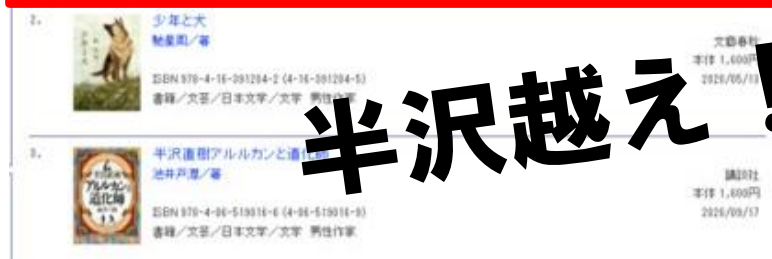 2.
少年と犬
馳星周/著
文藝春秋
本体 1,600円
ISBN 978-4-16-391204-2 (4-16-391204-5)
2020/05/13
書籍/文芸/日本文学/文学 男性作家
半沢越え!
3.
半沢直樹アルルカンと道化師
池井戸潤/著
講談社
本体 1,600円
ISBN 978-4-06-519016-6 (4-06-519016-9)
2020/09/17
書籍/文芸/日本文学/文学 男性作家